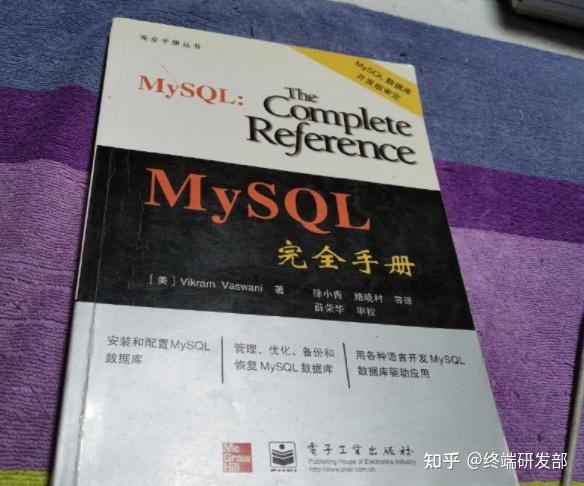 完全手册丛书
MySQL 数据库
开发组审定
MySQL:
The
Complete
Reference
MySQL
完全手册
[美] Vikram Vaswani 著
徐小青 路晓村 等译
薛荣华 审校
安装和配置MySQL
数据库
管理、优化、备份和
恢复MySQL数据库
用各种语言开发MySQL
数据库驱动应用
Mc
Graw
Hill
電子工業出版社
Publishing House of Electronics Industry
知乎 @终端研发部